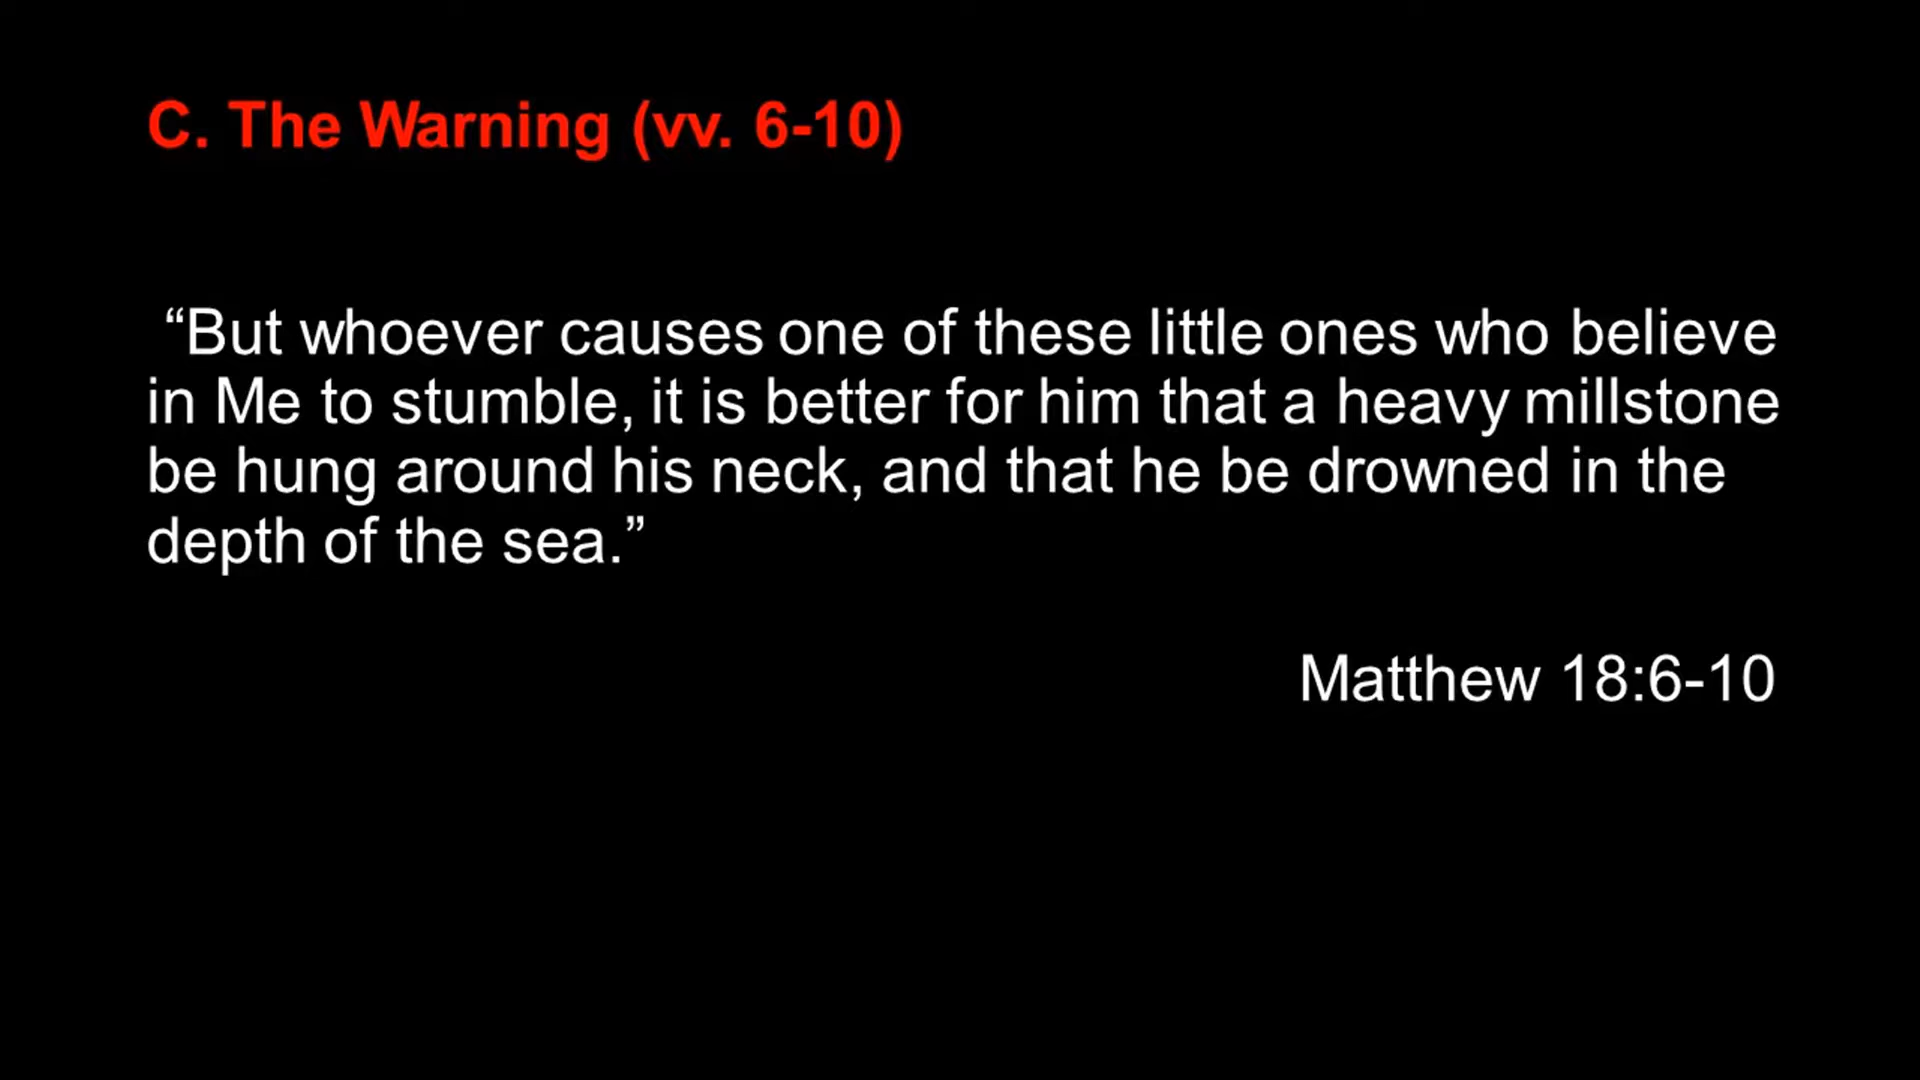 C. The Warning (vv. 6-10)
“But whoever causes one of these little ones who believe
in Me to stumble, it is better for him that a heavy millstone
be hung around his neck, and that he be drowned in the
depth of the sea.”
Matthew 18:6-10